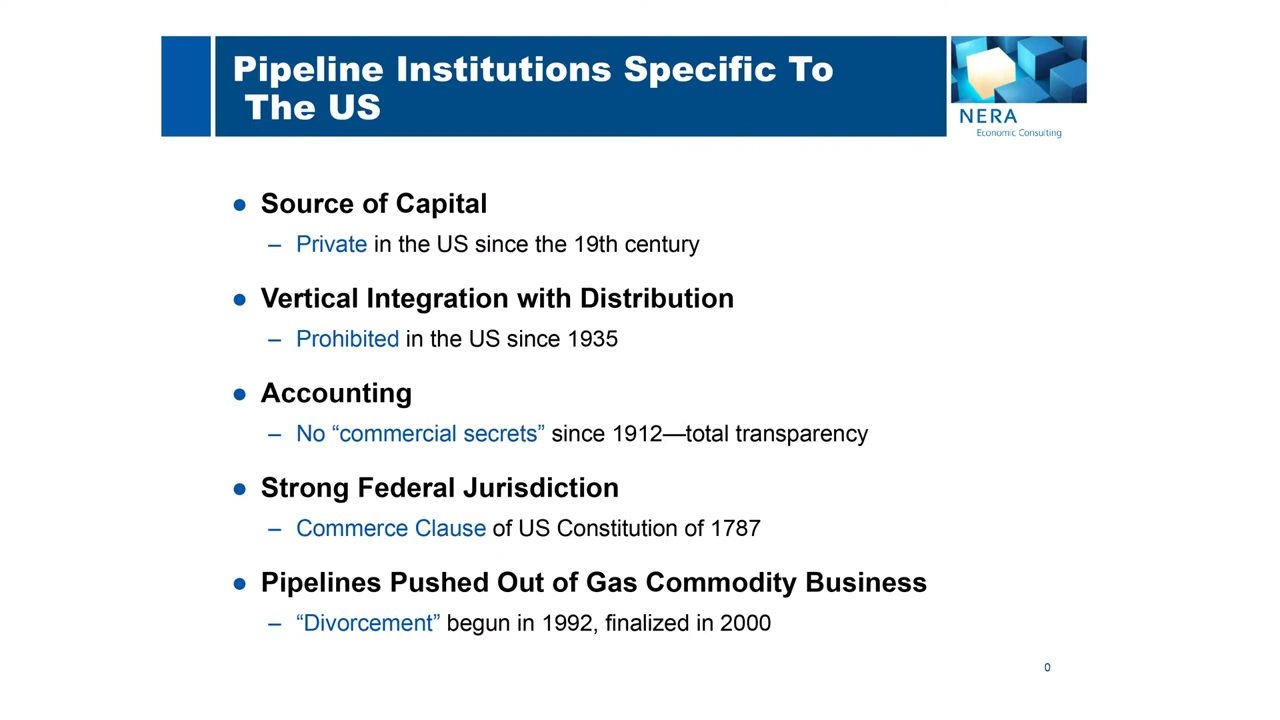 Pipeline Institutions Specific To
The US
NERA
Economic Consulting
● Source of Capital
– Private in the US since the 19th century
● Vertical Integration with Distribution
– Prohibited in the US since 1935
● Accounting
– No “commercial secrets” since 1912—total transparency
● Strong Federal Jurisdiction
– Commerce Clause of US Constitution of 1787
● Pipelines Pushed Out of Gas Commodity Business
– “Divorcement” begun in 1992, finalized in 2000
0